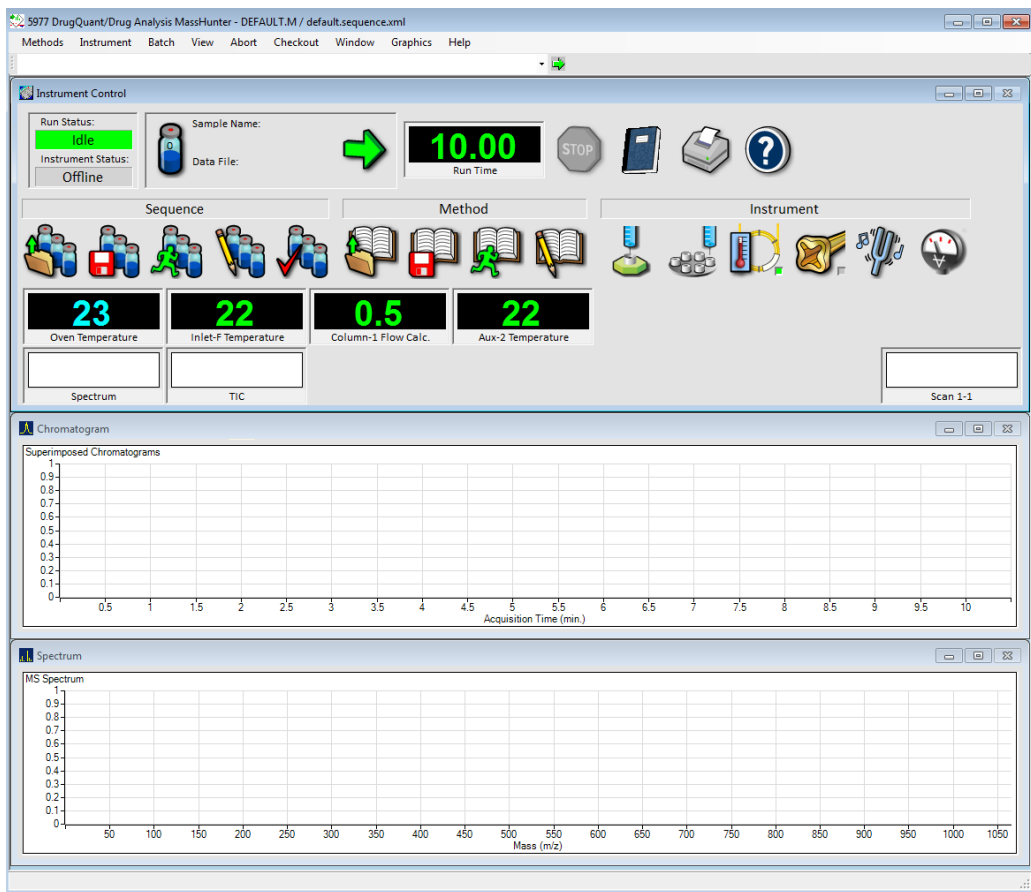 5977 DrugQuant/Drug Analysis MassHunter - DEFAULT.M / default.sequence.xml
Methods Instrument Batch View Abort Checkout Window Graphics Help
Instrument Control
Run Status:
Idle
Instrument Status:
Offline
0
Sample Name:
Data File:
10.00
Run Time
STOP
?
Sequence Method Instrument
23 22 0.5 22
Oven Temperature Inlet-F Temperature Column-1 Flow Calc. Aux-2 Temperature
Spectrum TIC Scan 1-1
Chromatogram
Superimposed Chromatograms
1
0.9
0.8
0.7
0.6
0.5
0.4
0.3
0.2
0.1
0
0.5 1 1.5 2 2.5 3 3.5 4 4.5 5 5.5 6 6.5 7 7.5 8 8.5 9 9.5 10
Acquisition Time (min.)
Spectrum
MS Spectrum
1
0.9
0.8
0.7
0.6
0.5
0.4
0.3
0.2
0.1
0
50 100 150 200 250 300 350 400 450 500 550 600 650 700 750 800 850 900 950 1000 1050
Mass (m/z)